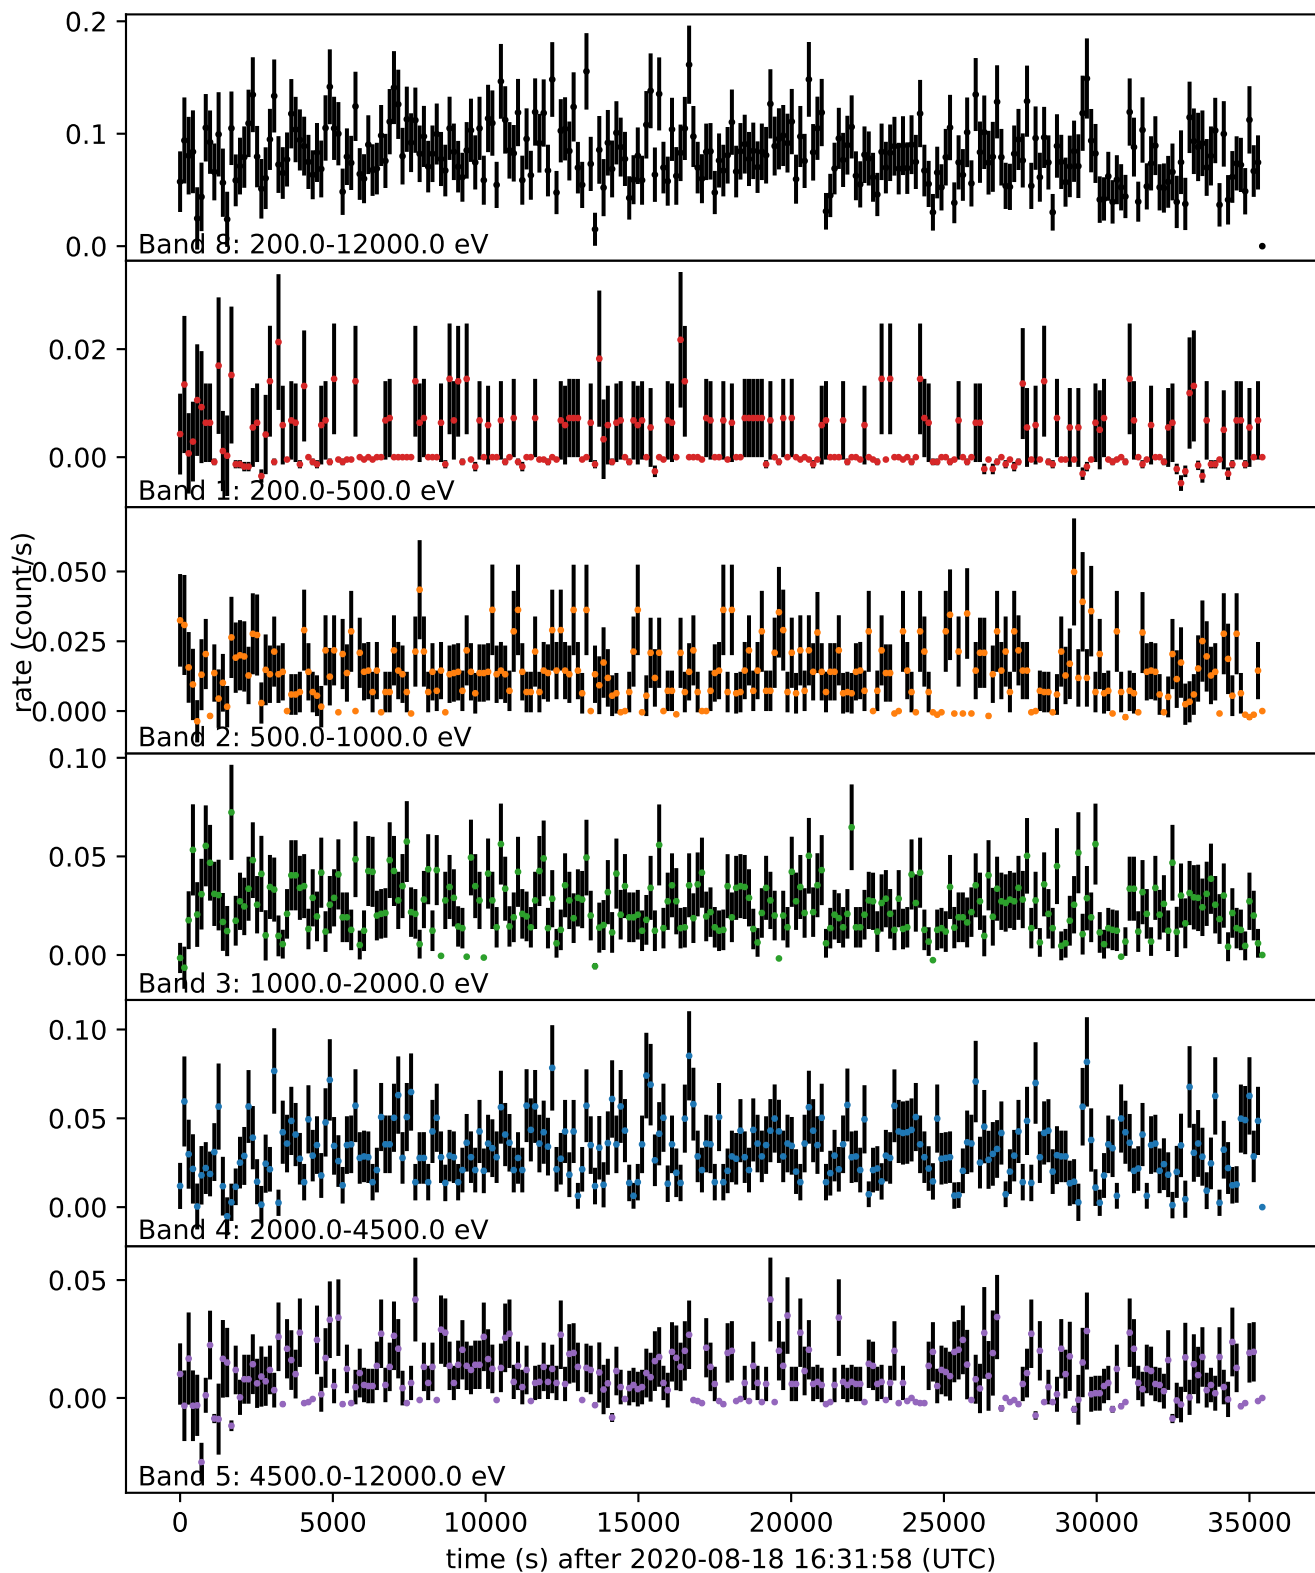 0.2
0.1
0.0
Band 8: 200.0-12000.0 eV
0.02
0.00
Band 1: 200.0-500.0 eV
rate (count/s)
0.050
0.025
0.000
Band 2: 500.0-1000.0 eV
0.10
0.05
0.00
Band 3: 1000.0-2000.0 eV
0.10
0.05
0.00
Band 4: 2000.0-4500.0 eV
0.05
0.00
Band 5: 4500.0-12000.0 eV
0 5000 10000 15000 20000 25000 30000 35000
time (s) after 2020-08-18 16:31:58 (UTC)